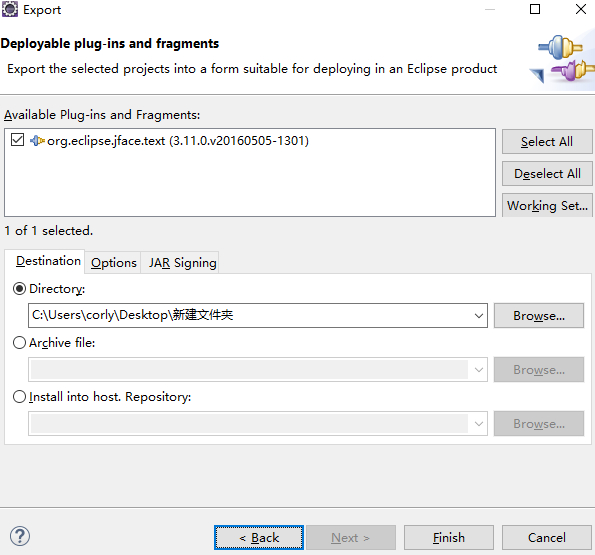 Export
Deployable plug-ins and fragments
Export the selected projects into a form suitable for deploying in an Eclipse product
Available Plug-ins and Fragments:
org.eclipse.jface.text (3.11.0.v20160505-1301)
Select All
Deselect All
Working Set...
1 of 1 selected.
Destination Options JAR Signing
Directory:
C:\Users\corly\Desktop\新建文件夹 Browse...
Archive file:
Browse...
Install into host. Repository:
Browse...
? < Back Next > Finish Cancel